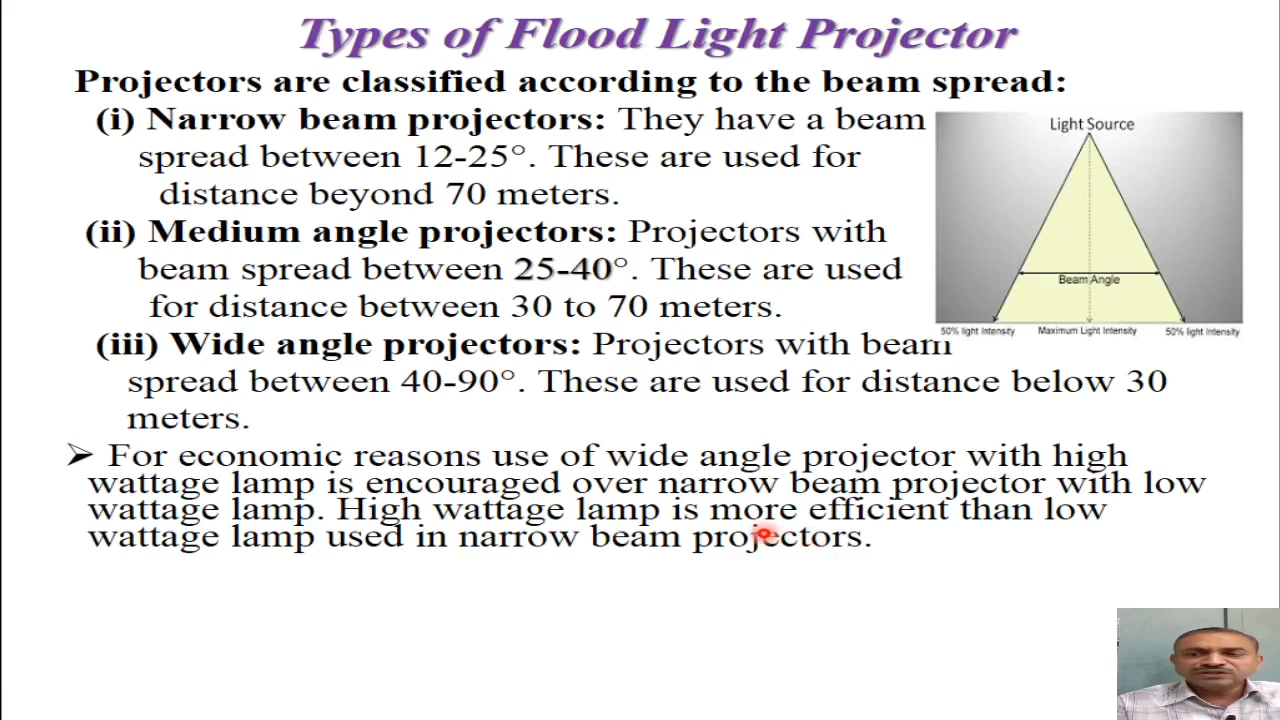 Types of Flood Light Projector
Projectors are classified according to the beam spread:
(i) Narrow beam projectors: They have a beam
spread between 12-25°. These are used for
distance beyond 70 meters.
(ii) Medium angle projectors: Projectors with
beam spread between 25-40°. These are used
for distance between 30 to 70 meters.
(iii) Wide angle projectors: Projectors with beam
spread between 40-90°. These are used for distance below 30
meters.
➢ For economic reasons use of wide angle projector with high
wattage lamp is encouraged over narrow beam projector with low
wattage lamp. High wattage lamp is more efficient than low
wattage lamp used in narrow beam projectors.
Light Source
Beam Angle
50% light Intensity Maximum Light Intensity 50% light Intensity